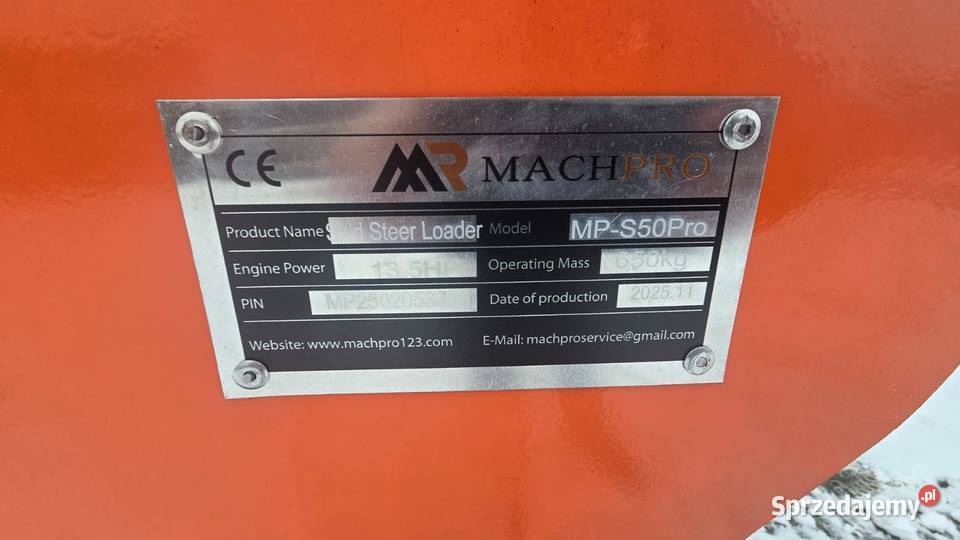 CE MR MACHPRO
Product Name Skid Steer Loader Model MP-S50Pro
Engine Power 13.5HP Operating Mass 650kg
PIN MP25020533 Date of production 2025.11
Website: www.machpro123.com E-Mail: machproservice@gmail.com
Sprzedajemy.pl